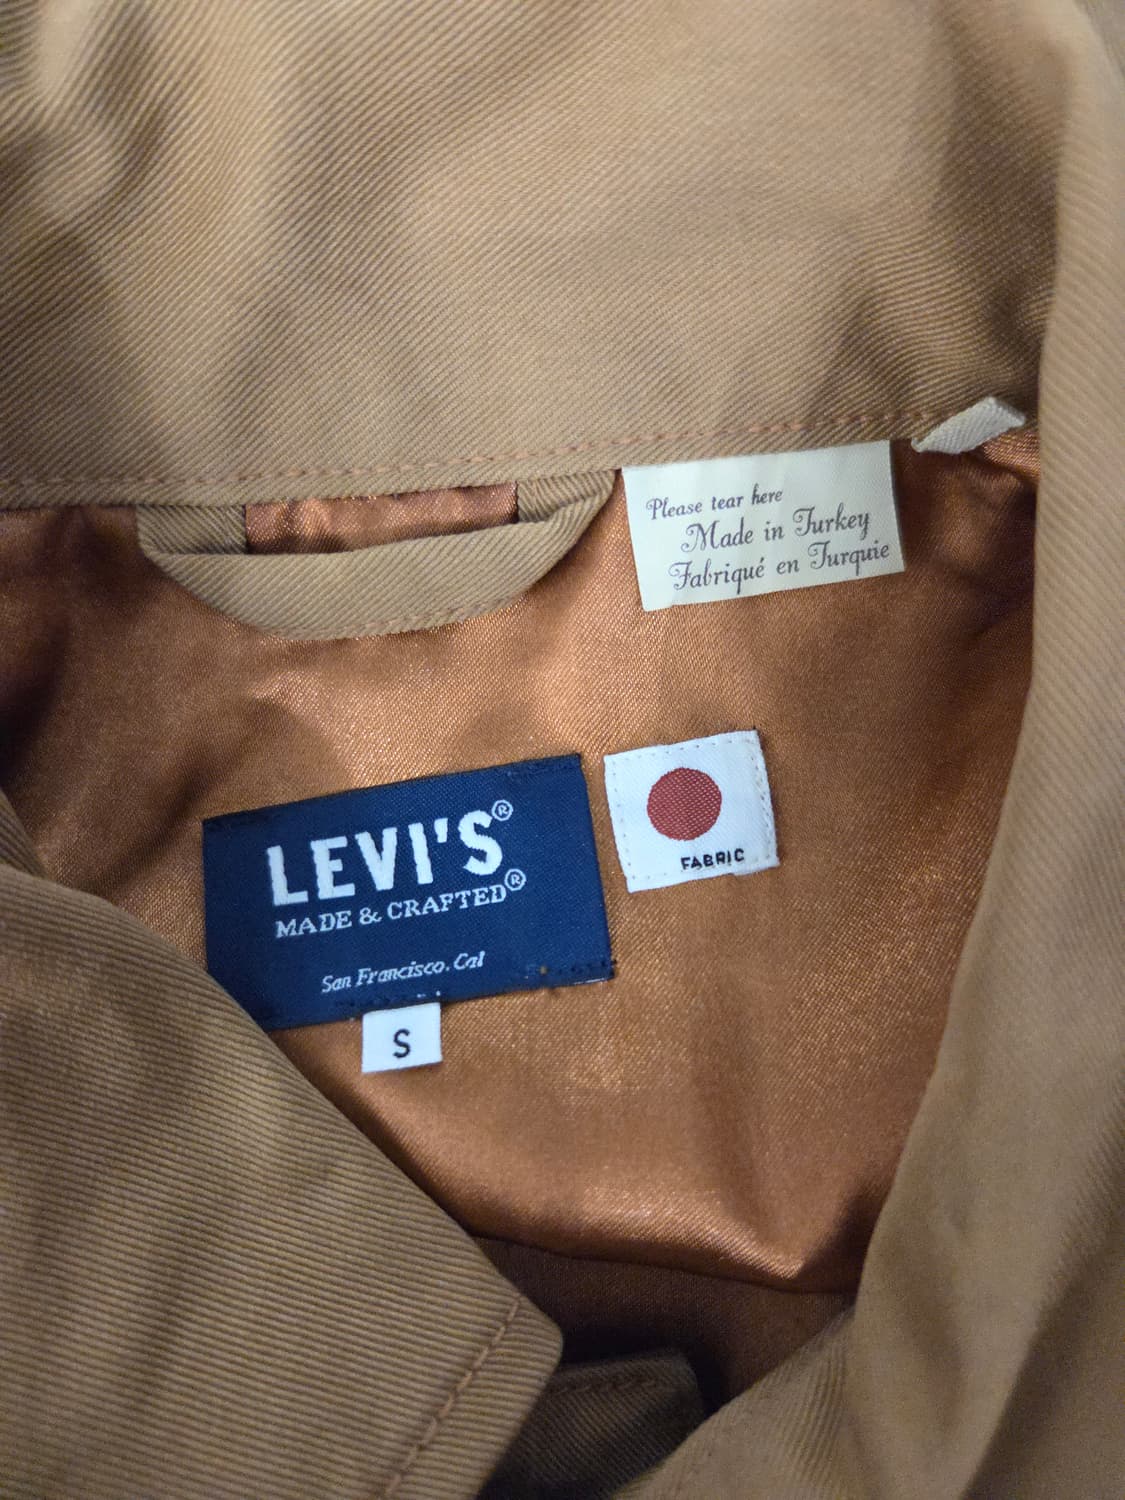 Please tear here
Made in Turkey
Fabriqué en Turquie
LEVI'S®
MADE & CRAFTED®
San Francisco. Cal
S
FABRIC